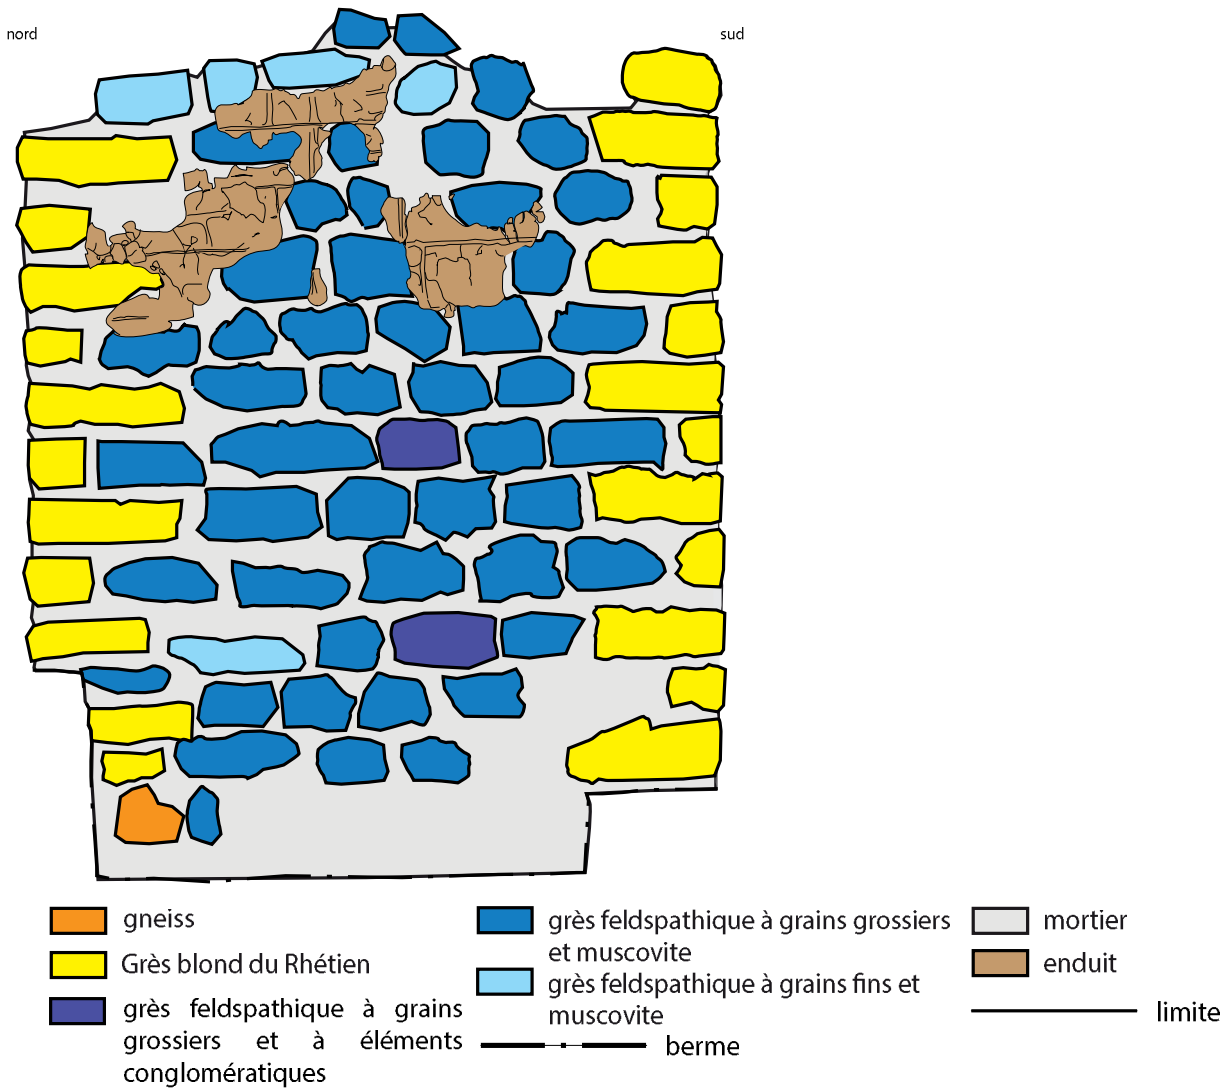 nord
sud
gneiss
Grès blond du Rhétien
grès feldspathique à grains
grossiers et à éléments
conglomératiques
grès feldspathique à grains grossiers
et muscovite
grès feldspathique à grains fins et
muscovite
berme
mortier
enduit
limite